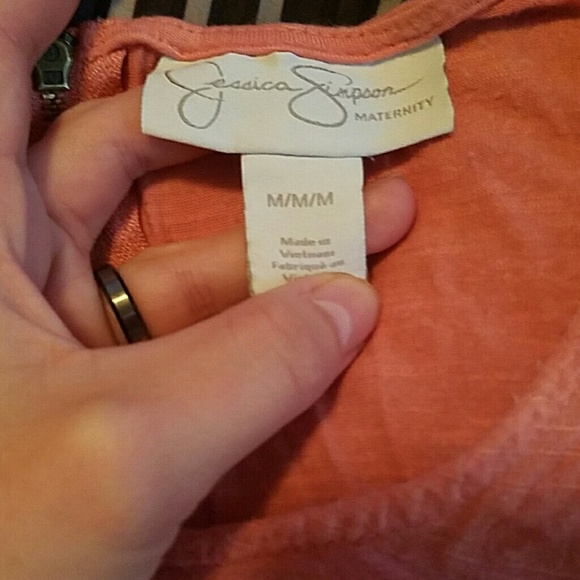 Jessica Simpson
MATERNITY
M/M/M
Made in
Vietnam
Fabriqué au